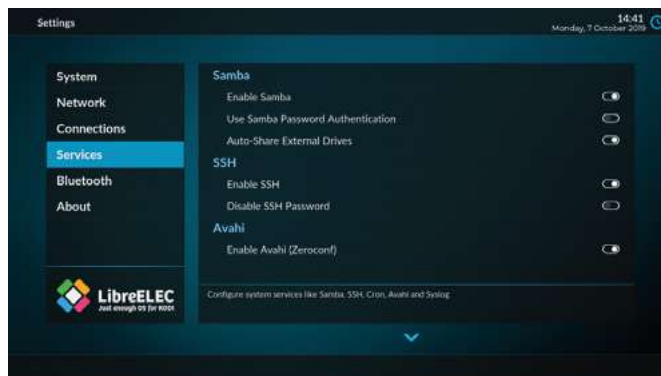 Settings
14:41
Monday, 7 October 2019
System
Network
Connections
Services
Bluetooth
About
Samba
Enable Samba
Use Samba Password Authentication
Auto-Share External Drives
SSH
Enable SSH
Disable SSH Password
Avahi
Enable Avahi (Zeroconf)
LibreELEC
Just enough OS for KODI
Configure system services like Samba, SSH, Cron, Avahi and Syslog